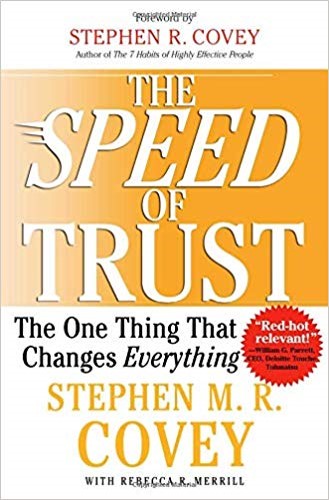 Foreword by
STEPHEN R. COVEY
Author of The 7 Habits of Highly Effective People
THE
SPEED
OF
TRUST
The One Thing That
Changes Everything
"Red-hot
relevant!"
—William G. Parrett,
CEO, Deloitte Touche
Tohmatsu
STEPHEN M. R.
COVEY
WITH REBECCA R. MERRILL